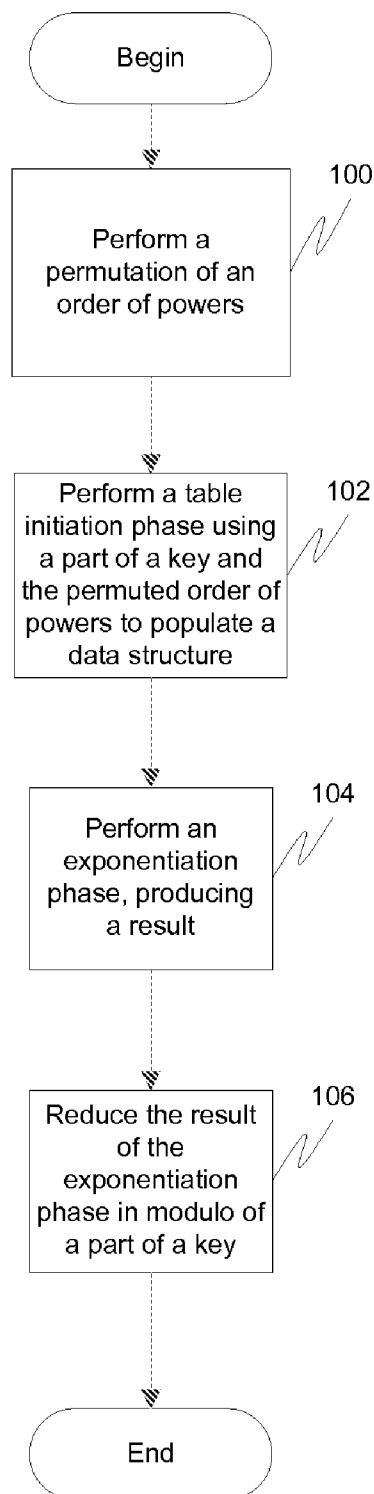 Begin
100
Perform a
permutation of an
order of powers
102
Perform a table
initiation phase using
a part of a key and
the permuted order of
powers to populate a
data structure
104
Perform an
exponentiation
phase, producing
a result
106
Reduce the result
of the
exponentiation
phase in modulo of
a part of a key
End